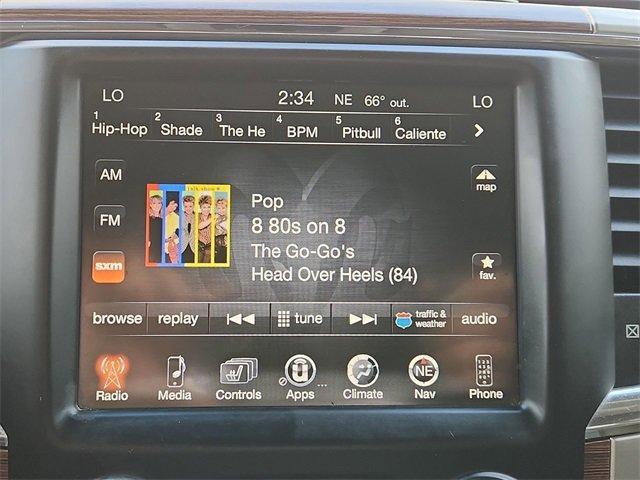 LO 2:34 NE 66° out. LO
1 Hip-Hop 2 Shade 3 The He 4 BPM 5 Pitbull 6 Caliente
AM
map
FM
Pop
8 80s on 8
The Go-Go's
sxm
fav.
Head Over Heels (84)
browse replay tune traffic & weather audio
Radio Media Controls Apps Climate NE Nav Phone